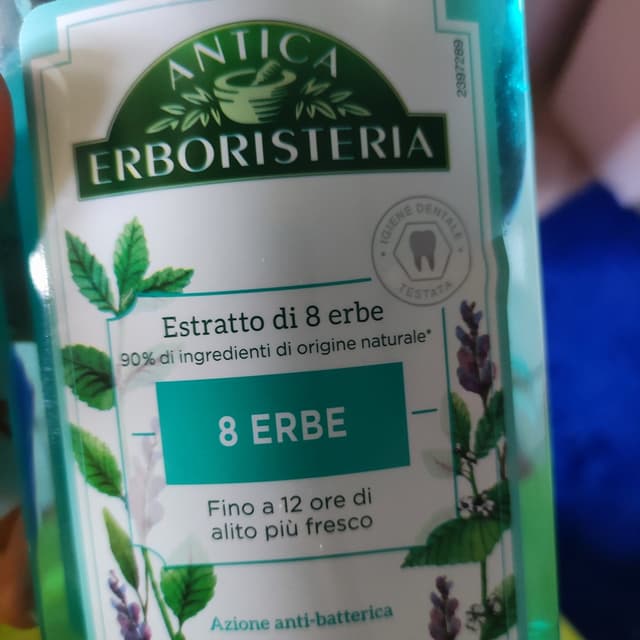 ANTICA
ERBORISTERIA
2397289
IGIENE DENTALE
TESTATA
Estratto di 8 erbe
90% di ingredienti di origine naturale*
8 ERBE
Fino a 12 ore di
alito più fresco
Azione anti-batterica